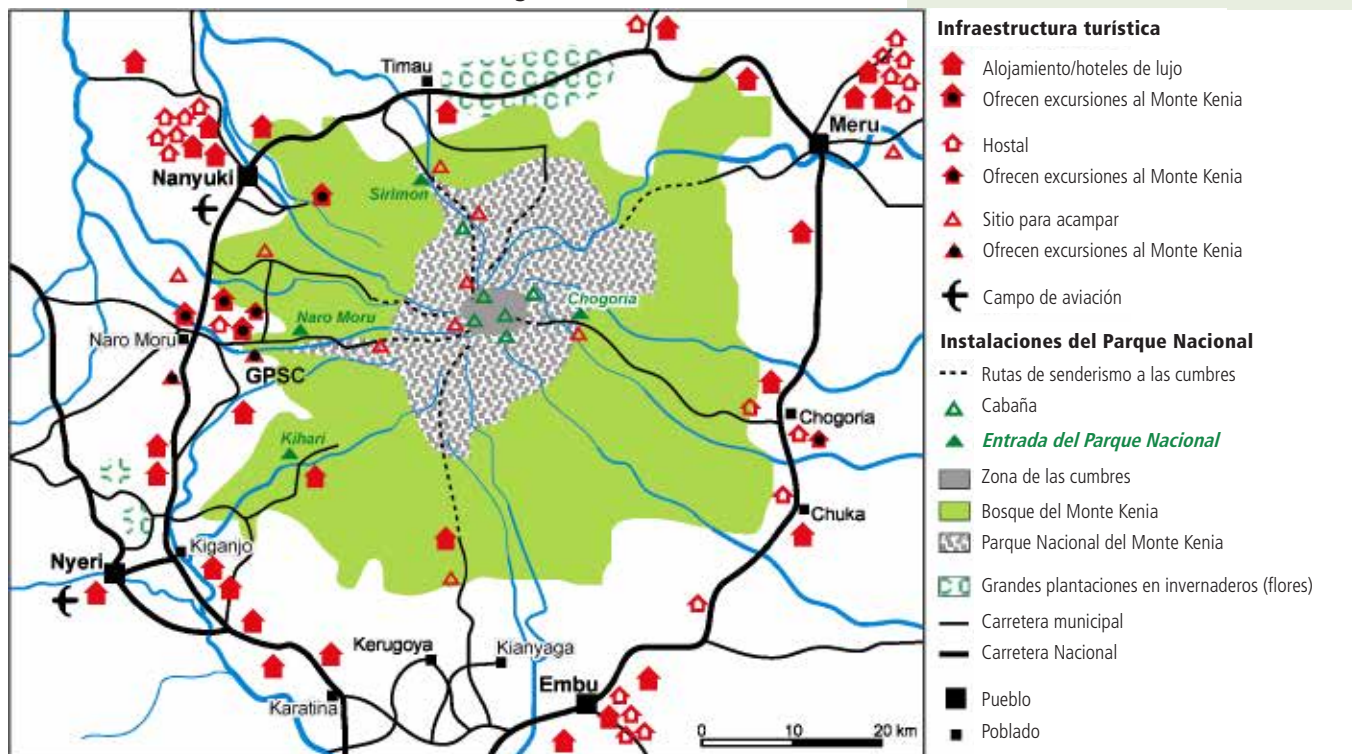 Timau
Meru
Nanyuki
Sirimon
Chogoria
Naro Moru
Naro Moru
GPSC
Chogoria
Kihari
Chuka
Kiganjo
Nyeri
Kerugoya
Kianyaga
Embu
Karatina
0 10 20 km
Infraestructura turística
Alojamiento/hoteles de lujo
Ofrecen excursiones al Monte Kenia
Hostal
Ofrecen excursiones al Monte Kenia
Sitio para acampar
Ofrecen excursiones al Monte Kenia
Campo de aviación
Instalaciones del Parque Nacional
Rutas de senderismo a las cumbres
Cabaña
Entrada del Parque Nacional
Zona de las cumbres
Bosque del Monte Kenia
Parque Nacional del Monte Kenia
Grandes plantaciones en invernaderos (flores)
Carretera municipal
Carretera Nacional
Pueblo
Poblado